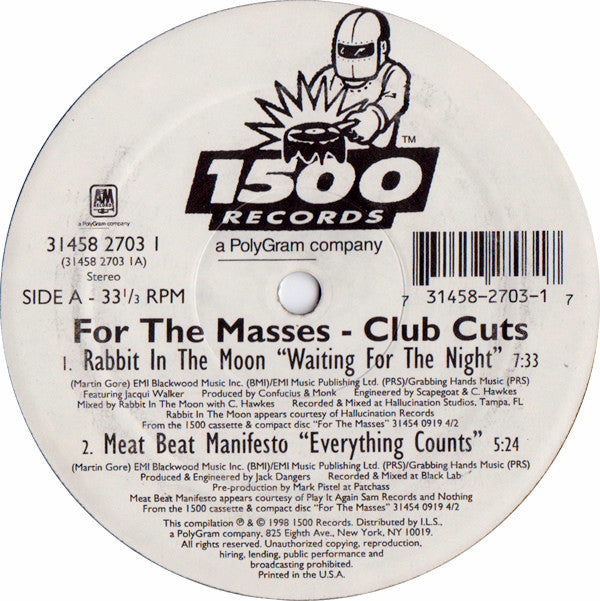 TM
1500
RECORDS
a PolyGram company
A&M
RECORDS
a PolyGram company
31458 2703 1
(31458 2703 1A)
Stereo
SIDE A - 33 1/3 RPM
7 31458-2703-1 7
For The Masses - Club Cuts
1. Rabbit In The Moon “Waiting For The Night” 7:33
(Martin Gore) EMI Blackwood Music Inc. (BMI)/EMI Music Publishing Ltd. (PRS)/Grabbing Hands Music (PRS)
Featuring Jacqui Walker Produced by Confucius & Monk Engineered by Scapegoat & C. Hawkes
Mixed by Rabbit In The Moon with C. Hawkes Recorded & Mixed at Hallucination Studios, Tampa, FL
Rabbit In The Moon appears courtesy of Hallucination Records
From the 1500 cassette & compact disc "For The Masses" 31454 0919 4/2
2. Meat Beat Manifesto “Everything Counts” 5:24
(Martin Gore) EMI Blackwood Music Inc. (BMI)/EMI Music Publishing Ltd. (PRS)/Grabbing Hands Music (PRS)
Produced & Engineered by Jack Dangers Recorded & Mixed at Black Lab
Pre-production by Mark Pistel at Patchass
Meat Beat Manifesto appears courtesy of Play It Again Sam Records and Nothing
From the 1500 cassette & compact disc "For The Masses" 31454 0919 4/2
This compilation ℗ & © 1998 1500 Records. Distributed by I.L.S.,
a PolyGram company, 825 Eighth Ave., New York, NY 10019.
All rights reserved. Unauthorized copying, reproduction,
hiring, lending, public performance and
broadcasting prohibited.
Printed in the U.S.A.